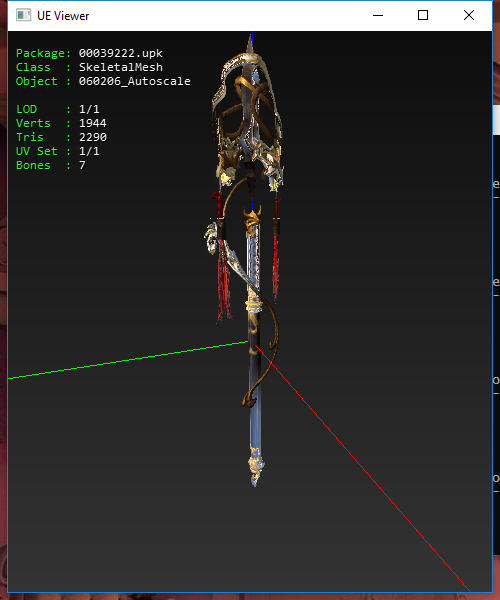 UE Viewer
Package: 00039222.upk
Class  : SkeletalMesh
Object : 060206_Autoscale
LOD    : 1/1
Verts  : 1944
Tris   : 2290
UV Set : 1/1
Bones  : 7